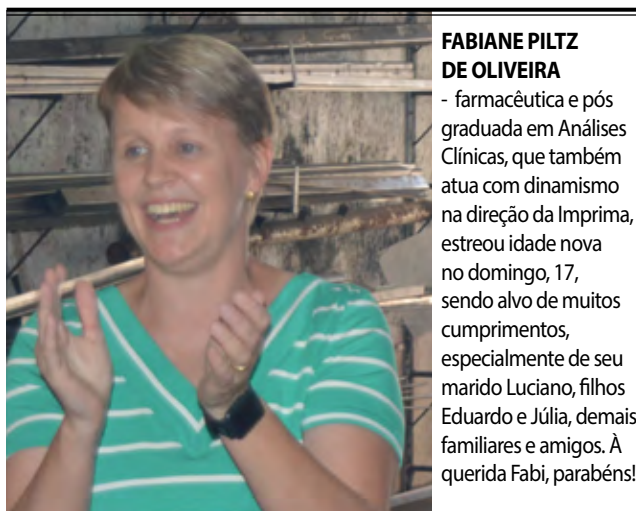 FABIANE PILTZ
DE OLIVEIRA
- farmacêutica e pós
graduada em Análises
Clínicas, que também
atua com dinamismo
na direção da Imprima,
estreou idade nova
no domingo, 17,
sendo alvo de muitos
cumprimentos,
especialmente de seu
marido Luciano, filhos
Eduardo e Júlia, demais
familiares e amigos. À
querida Fabi, parabéns!